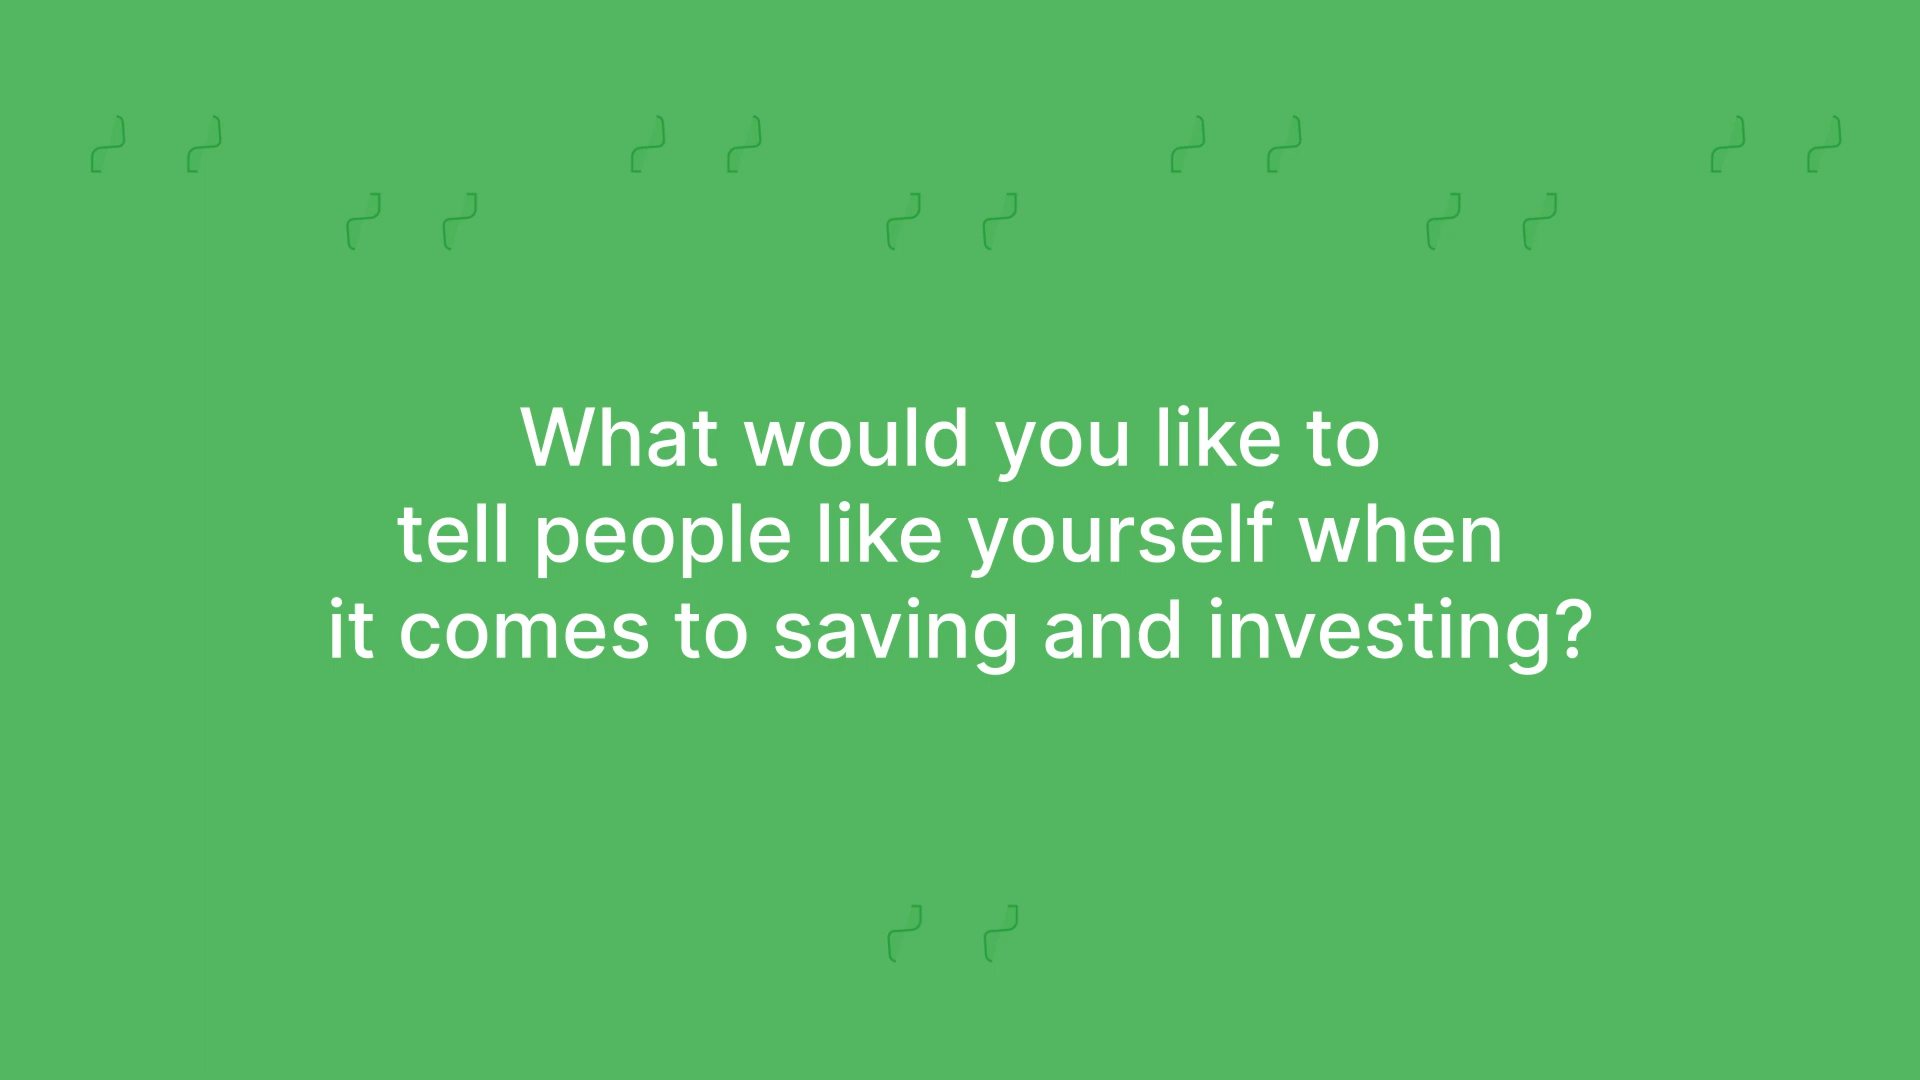 What would you like to
tell people like yourself when
it comes to saving and investing?